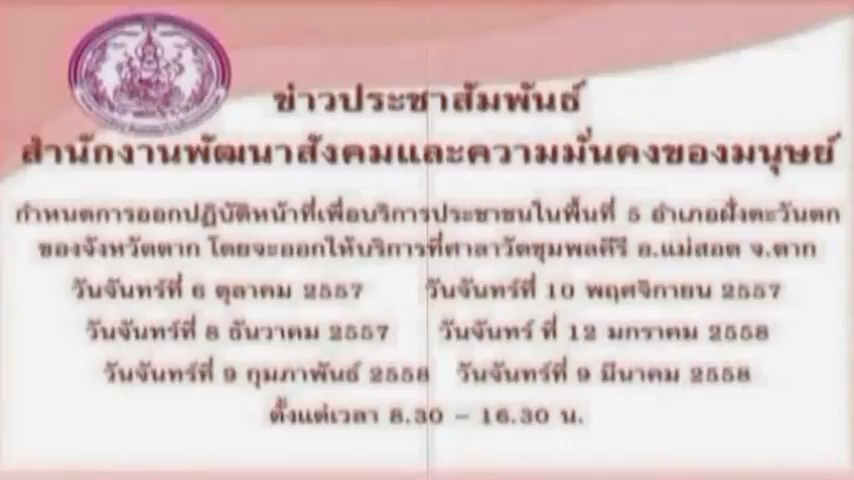 ข่าวประชาสัมพันธ์
สำนักงานพัฒนาสังคมและความมั่นคงของมนุษย์
กำหนดการออกปฏิบัติหน้าที่เพื่อบริการประชาชนในพื้นที่ 5 อำเภอฝั่งตะวันตก
ของจังหวัดตาก โดยจะออกให้บริการที่ศาลาวัดชุมพลคีรี อ.แม่สอด จ.ตาก
วันจันทร์ที่ 6 ตุลาคม 2557 วันจันทร์ที่ 10 พฤศจิกายน 2557
วันจันทร์ที่ 8 ธันวาคม 2557 วันจันทร์ ที่ 12 มกราคม 2558
วันจันทร์ที่ 9 กุมภาพันธ์ 2558 วันจันทร์ที่ 9 มีนาคม 2558
ตั้งแต่เวลา 8.30 – 16.30 น.